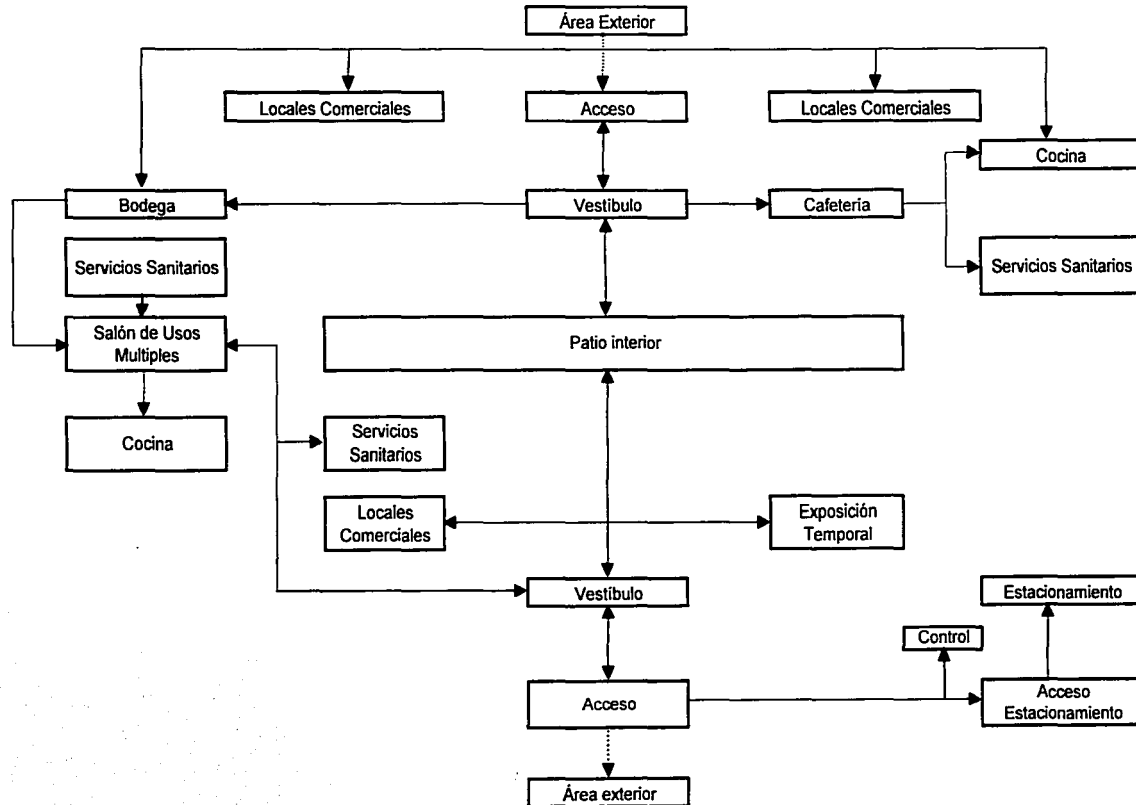 Área Exterior
Locales Comerciales
Acceso
Locales Comerciales
Cocina
Bodega
Vestíbulo
Cafetería
Servicios Sanitarios
Servicios Sanitarios
Salón de Usos
Multiples
Patio interior
Cocina
Servicios
Sanitarios
Locales
Comerciales
Exposición
Temporal
Vestíbulo
Estacionamiento
Control
Acceso
Acceso
Estacionamiento
Área exterior